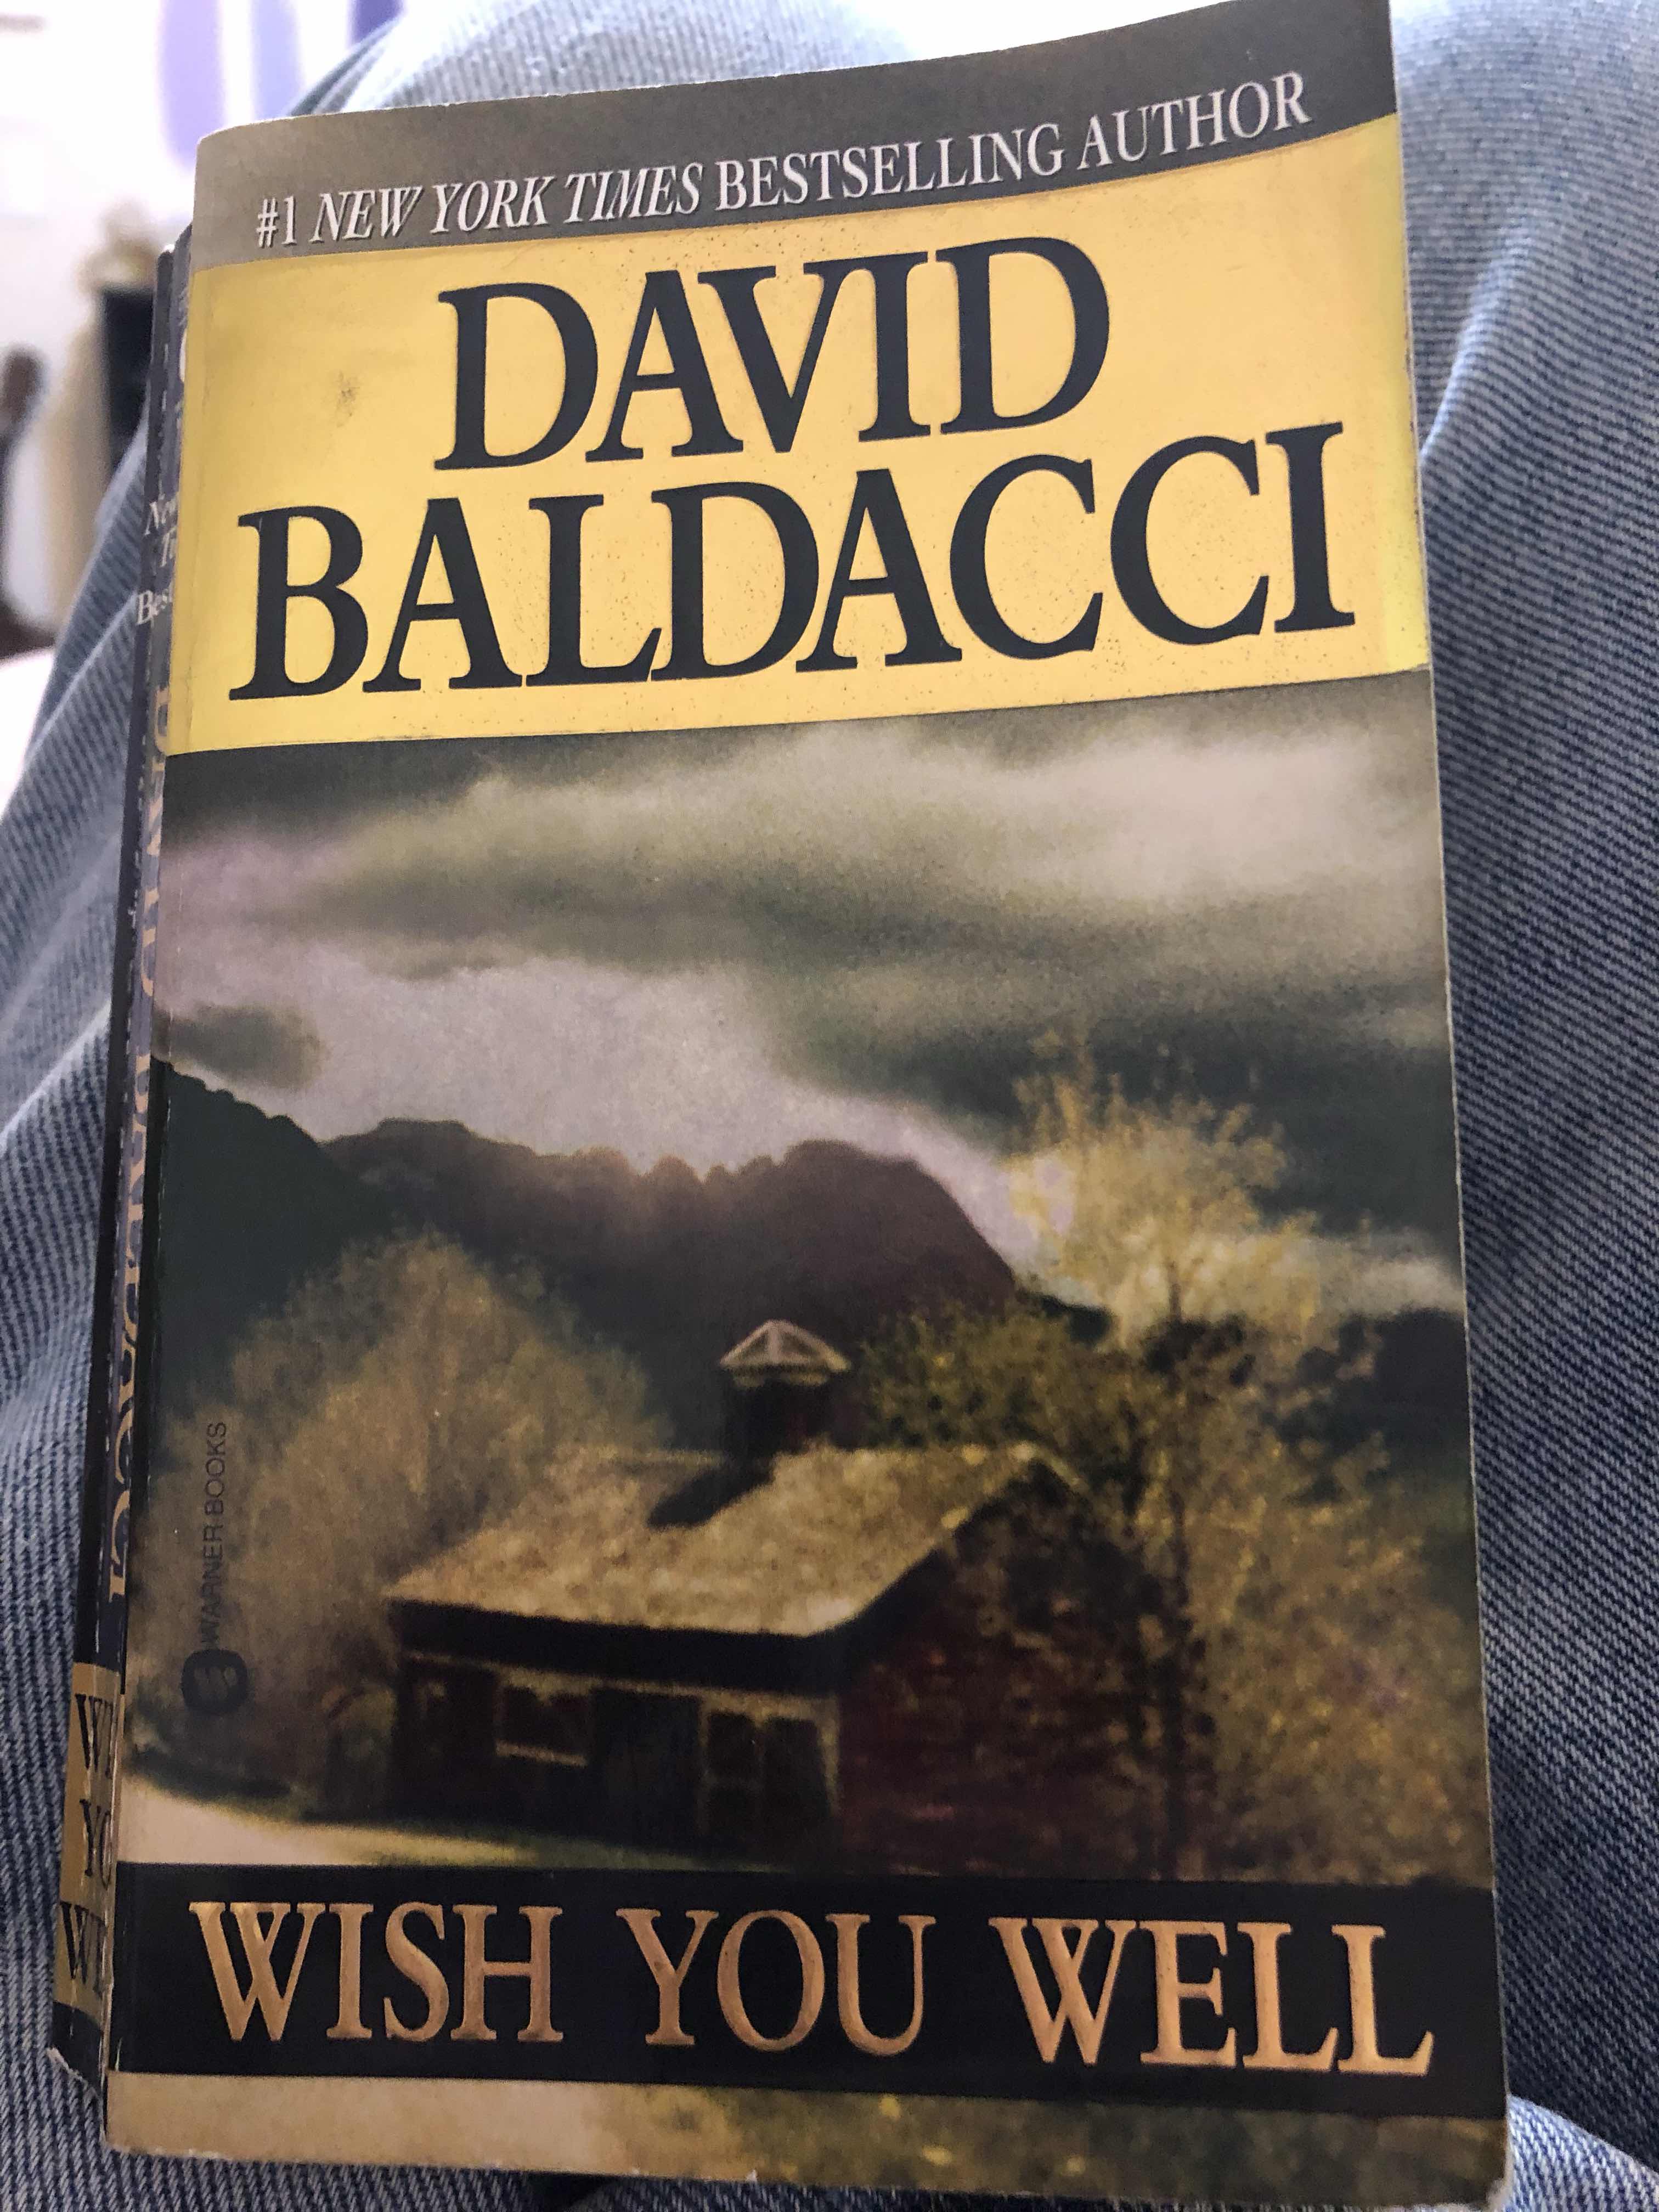 #1 NEW YORK TIMES BESTSELLING AUTHOR
DAVID
BALDACCI
WARNER BOOKS
WISH YOU WELL